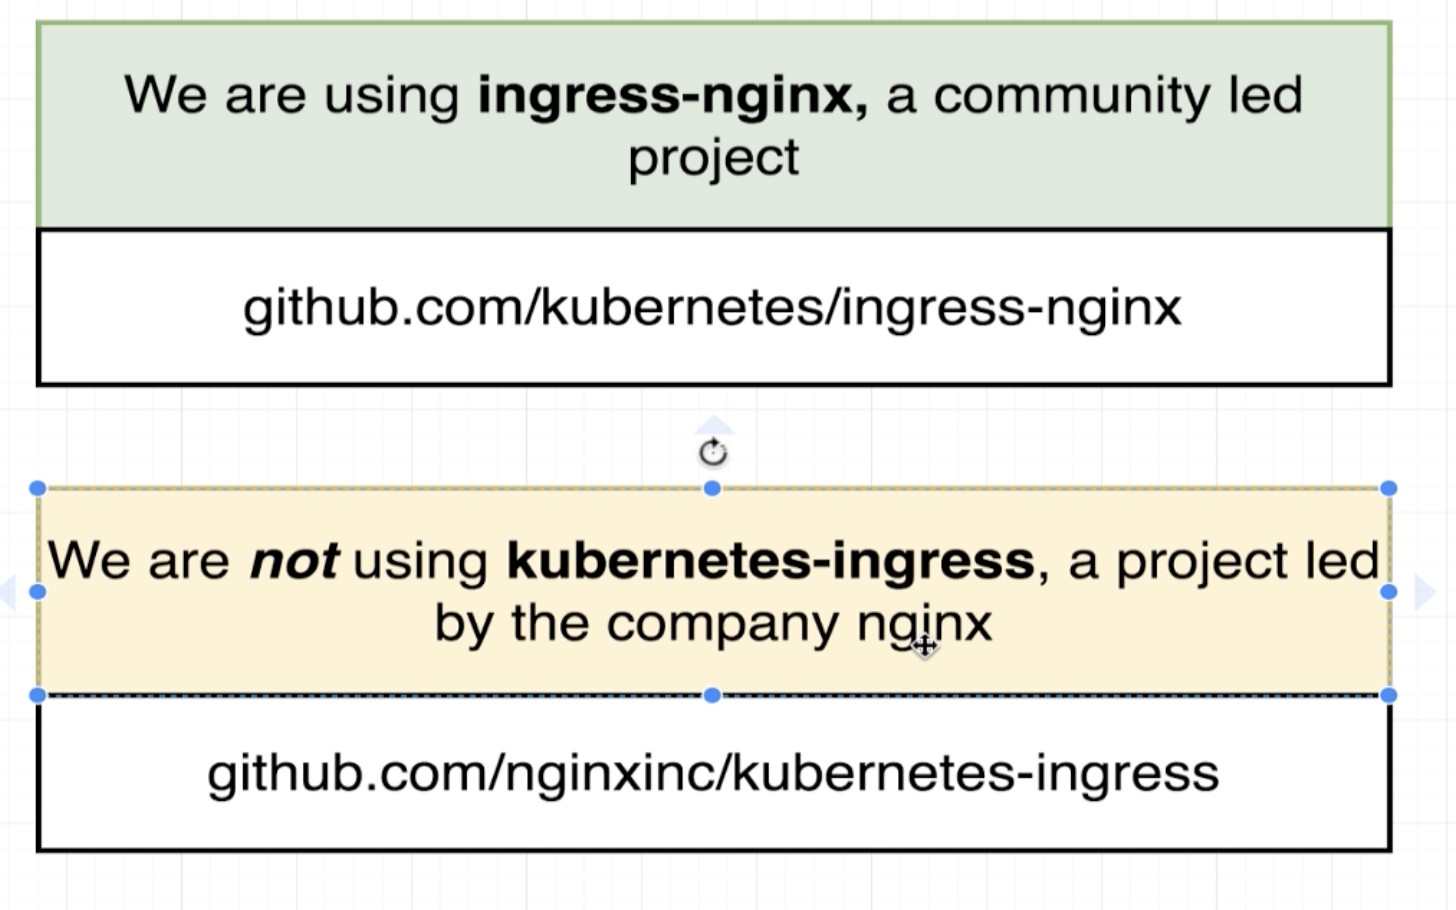 We are using ingress-nginx, a community led
project
github.com/kubernetes/ingress-nginx
We are not using kubernetes-ingress, a project led
by the company nginx
github.com/nginxinc/kubernetes-ingress